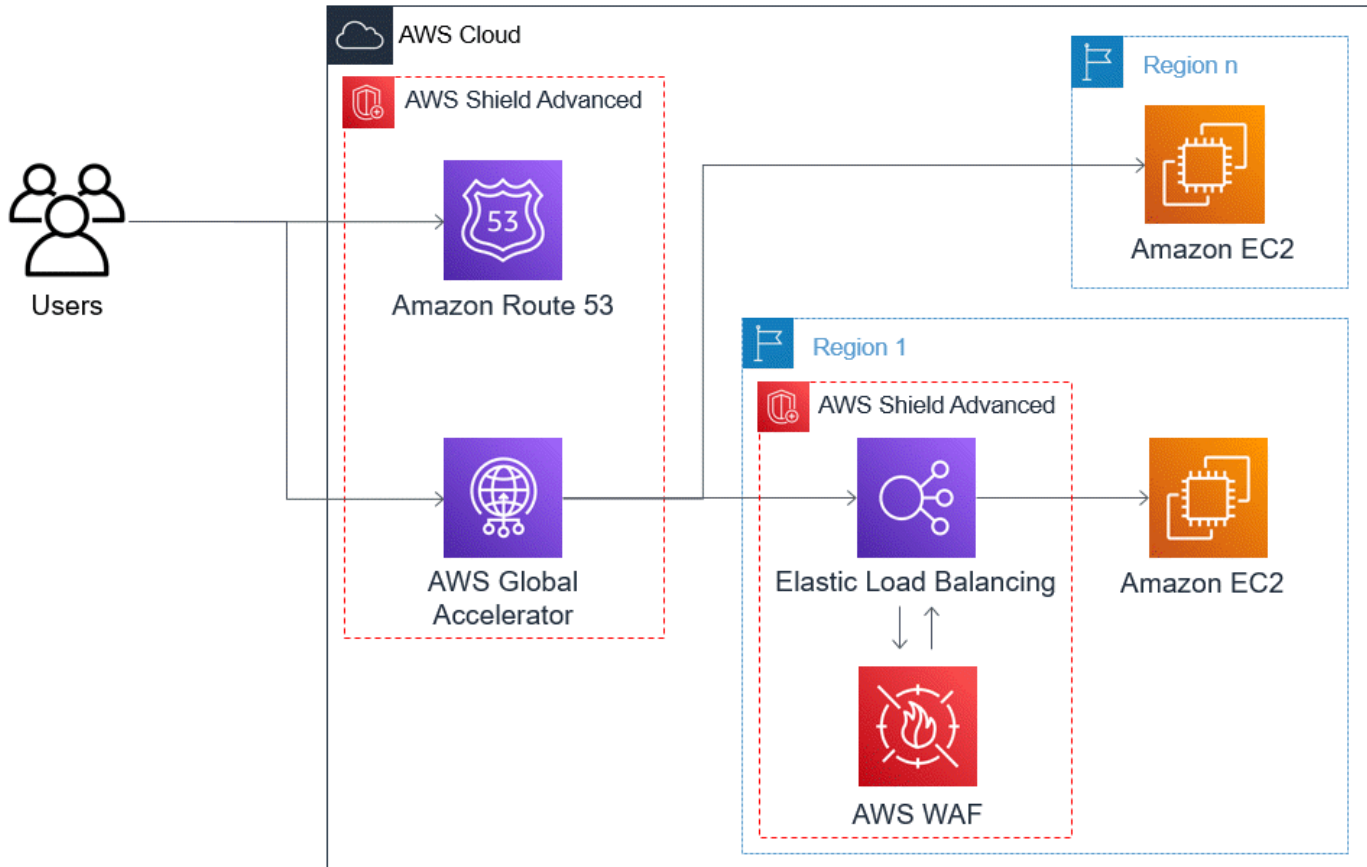 AWS Cloud
AWS Shield Advanced
Region n
53
Amazon EC2
Users
Amazon Route 53
Region 1
AWS Shield Advanced
AWS Global
Accelerator
Elastic Load Balancing
Amazon EC2
AWS WAF